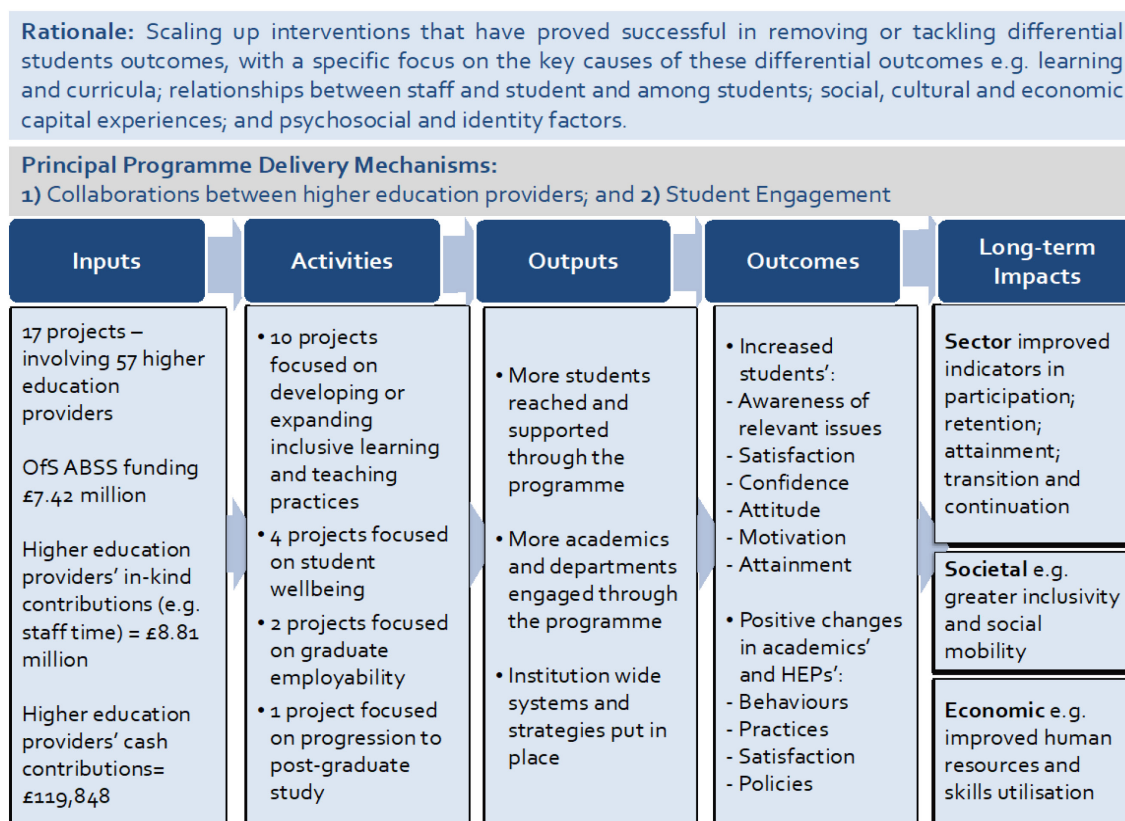 Rationale: Scaling up interventions that have proved successful in removing or tackling differential
students outcomes, with a specific focus on the key causes of these differential outcomes e.g. learning
and curricula; relationships between staff and student and among students; social, cultural and economic
capital experiences; and psychosocial and identity factors.
Principal Programme Delivery Mechanisms:
1) Collaborations between higher education providers; and 2) Student Engagement
Inputs
17 projects –
involving 57 higher
education
providers
OfS ABSS funding
£7.42 million
Higher education
providers' in-kind
contributions (e.g.
staff time) = £8.81
million
Higher education
providers' cash
contributions=
£119,848
Activities
• 10 projects
focused on
developing or
expanding
inclusive learning
and teaching
practices
• 4 projects focused
on student
wellbeing
• 2 projects focused
on graduate
employability
• 1 project focused
on progression to
post-graduate
study
Outputs
• More students
reached and
supported
through the
programme
• More academics
and departments
engaged through
the programme
• Institution wide
systems and
strategies put in
place
Outcomes
• Increased
students':
- Awareness of
relevant issues
- Satisfaction
- Confidence
- Attitude
- Motivation
- Attainment
• Positive changes
in academics'
and HEPs':
- Behaviours
- Practices
- Satisfaction
- Policies
Long-term
Impacts
Sector improved
indicators in
participation;
retention;
attainment;
transition and
continuation
Societal e.g.
greater inclusivity
and social
mobility
Economic e.g.
improved human
resources and
skills utilisation